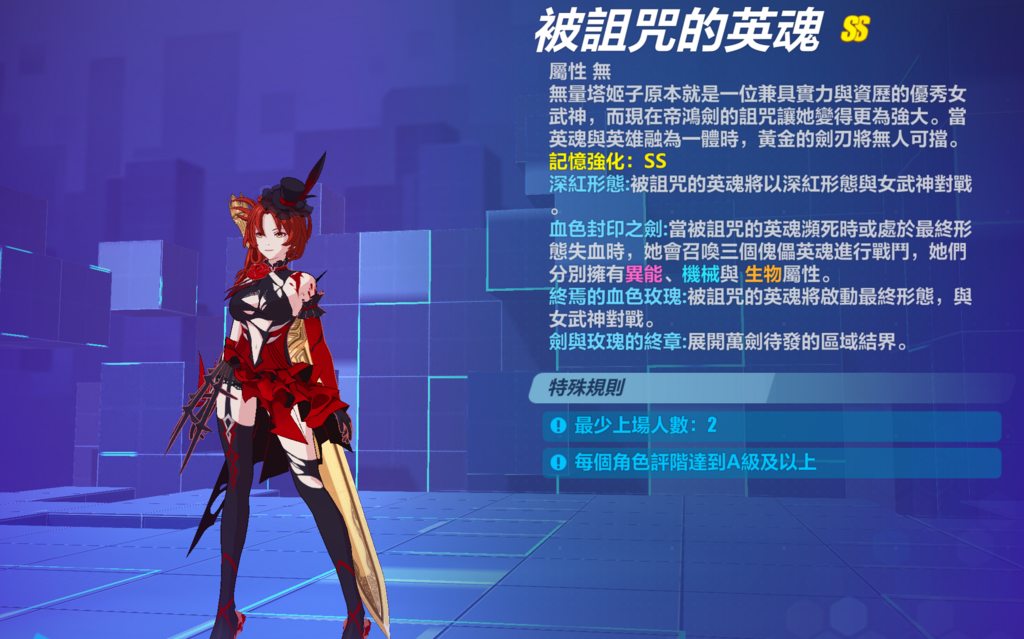 被詛咒的英魂 SS
屬性 無
無量塔姬子原本就是一位兼具實力與資歷的優秀女
武神，而現在帝鴻劍的詛咒讓她變得更為強大。當
英魂與英雄融為一體時，黃金的劍刃將無人可擋。
記憶強化：SS
深紅形態:被詛咒的英魂將以深紅形態與女武神對戰
。
血色封印之劍:當被詛咒的英魂瀕死時或處於最終形
態失血時，她會召喚三個傀儡英魂進行戰鬥，她們
分別擁有異能、機械與 生物屬性。
終焉的血色玫瑰:被詛咒的英魂將啟動最終形態，與
女武神對戰。
劍與玫瑰的終章:展開萬劍待發的區域結界。
特殊規則
最少上場人數：2
每個角色評階達到A級及以上